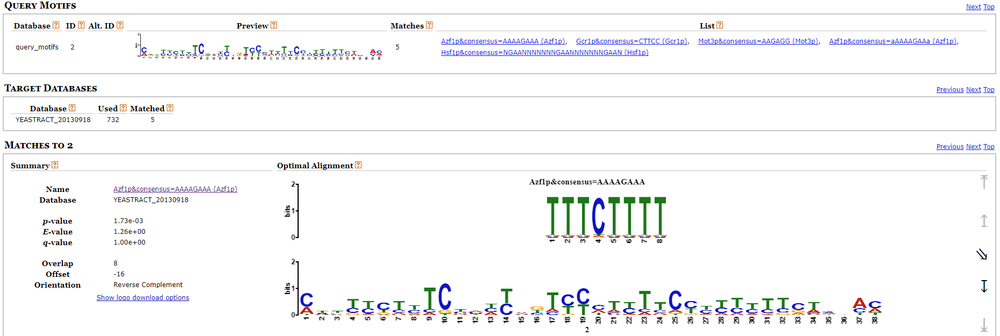 QUERY MOTIFS
Next Top
Database ? ID ? Alt. ID ? Preview ? Matches ? List ?
query_motifs 2 5 Azf1p&consensus=AAAAGAAA (Azf1p), Gcr1p&consensus=CTTCC (Gcr1p), Mot3p&consensus=AAGAGG (Mot3p), Azf1p&consensus=aAAAAGAAa (Azf1p),
Hsf1p&consensus=NGAANNNNNNNGAANNNNNNNGAAN (Hsf1p)
TARGET DATABASES
Previous Next Top
Database ? Used ? Matched ?
YEASTRACT_20130918 732 5
MATCHES TO 2
Previous Next Top
Summary ? Optimal Alignment ?
Name Azf1p&consensus=AAAAGAAA (Azf1p)
Database YEASTRACT_20130918
p-value 1.73e-03
E-value 1.26e+00
q-value 1.00e+00
Overlap 8
Offset -16
Orientation Reverse Complement
Show logo download options
Azf1p&consensus=AAAAGAAA
2
bits
1
0
TTTCTTTT
1 2 3 4 5 6 7 8
2
bits
1
0
1 2 3 4 5 6 7 8 9 10 11 12 13 14 15 16 17 18 19 20 21 22 23 24 25 26 27 28 29 30 31 32 33 34 35 36 37 38
2